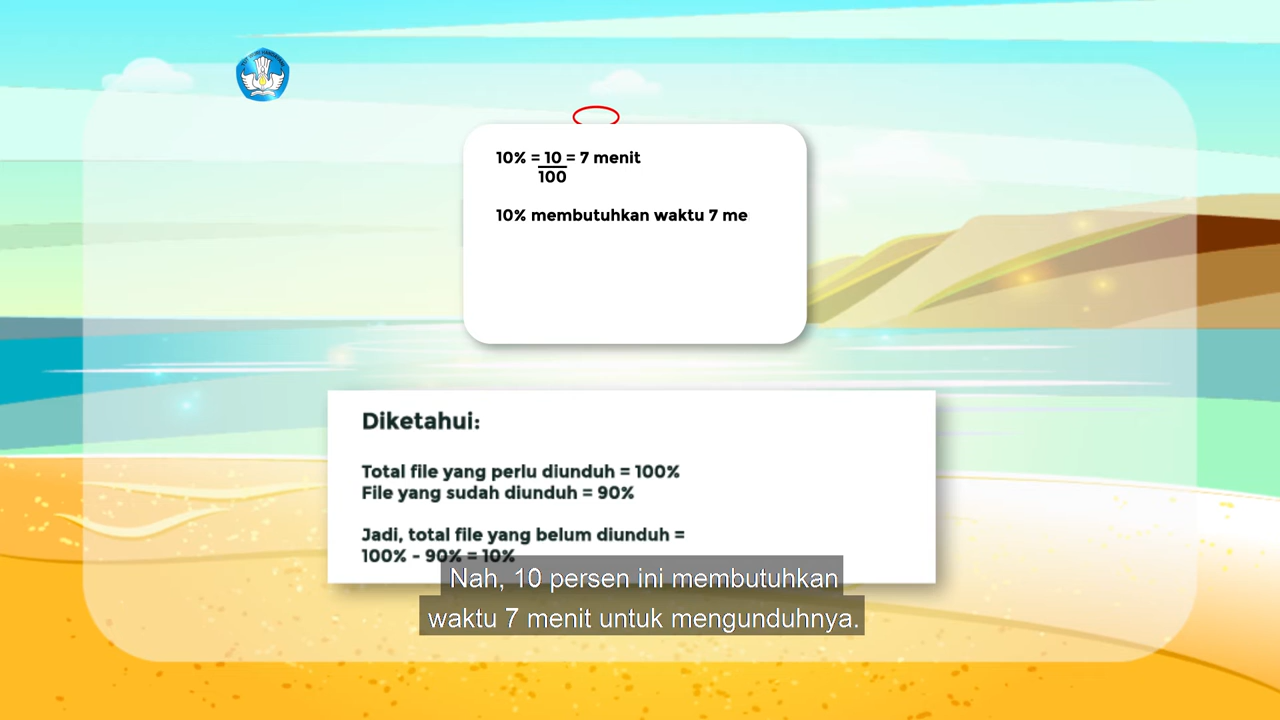 10% = 10 = 7 menit
100
10% membutuhkan waktu 7 me
Diketahui:
Total file yang perlu diunduh = 100%
File yang sudah diunduh = 90%
Jadi, total file yang belum diunduh =
100% - 90% = 10%
Nah, 10 persen ini membutuhkan
waktu 7 menit untuk mengunduhnya.